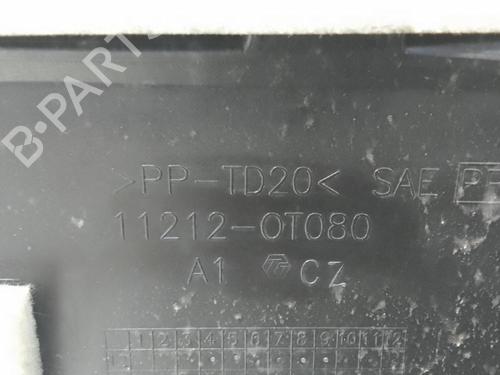 B-PARTS
>PP-TD20< SAE
11212-0T080
A1 CZ
1 2 3 4 5 6 7 8 9 10 11 12